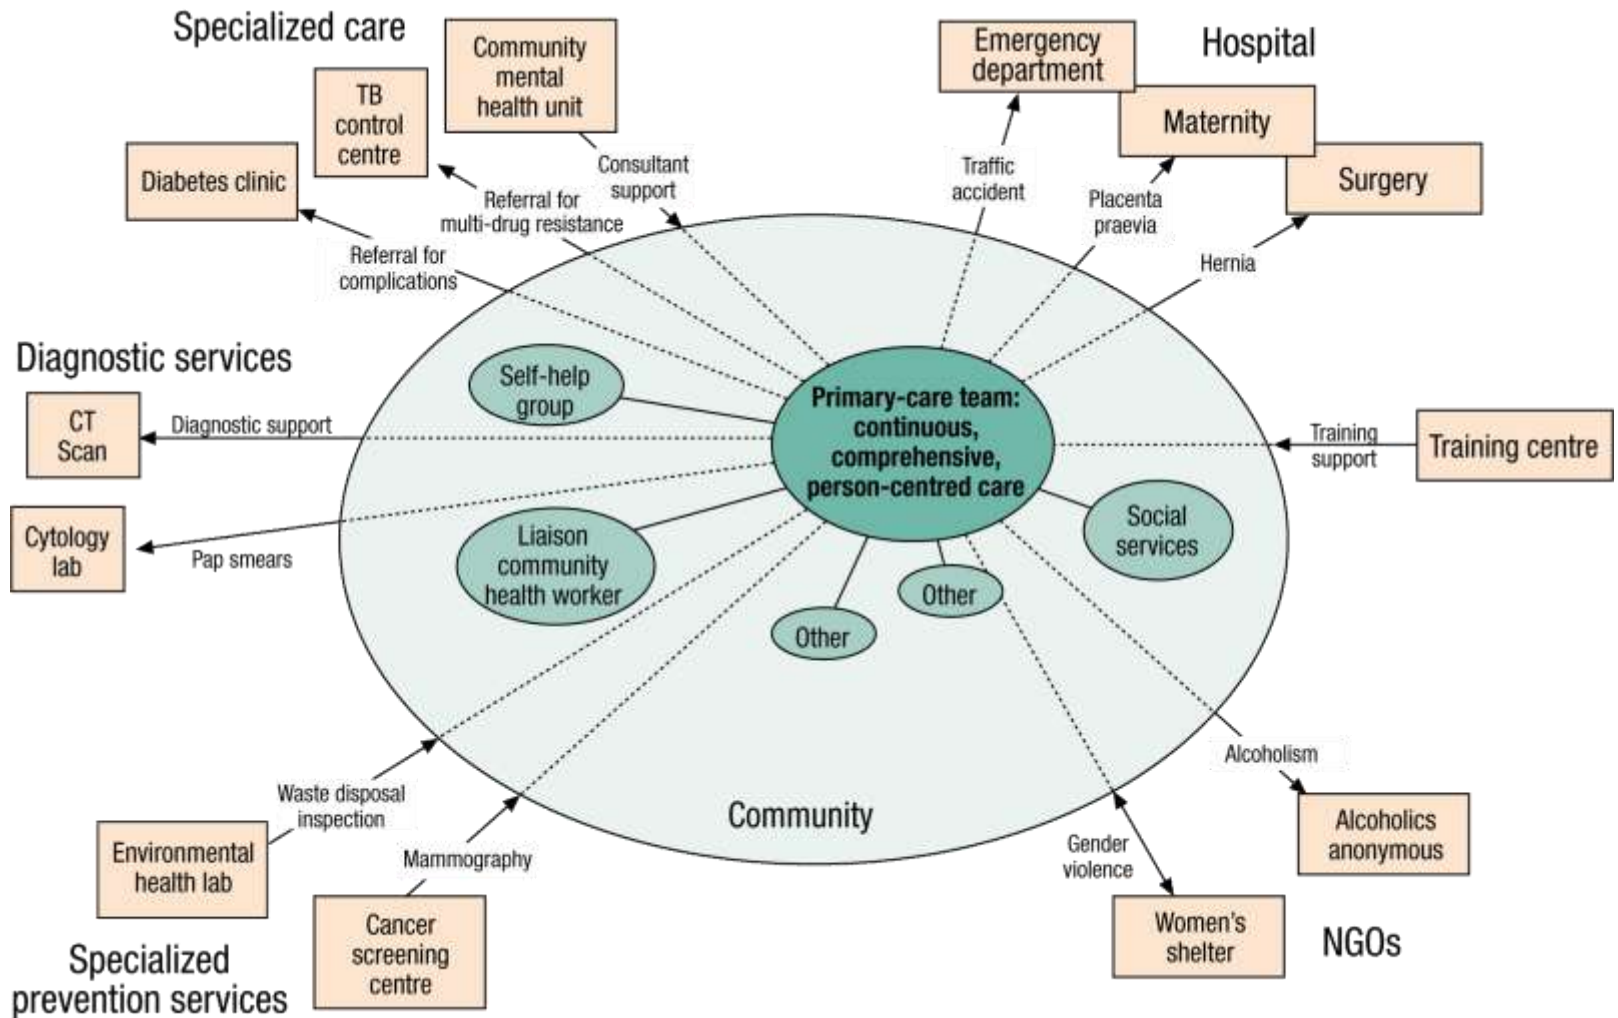 Specialized care
Community
mental
health unit
TB
control
centre
Diabetes clinic
Consultant
support
Referral for
multi-drug resistance
Referral for
complications
Emergency
department
Hospital
Maternity
Surgery
Traffic
accident
Placenta
praevia
Hernia
Diagnostic services
CT
Scan
Diagnostic support
Cytology
lab
Pap smears
Self-help
group
Primary-care team:
continuous,
comprehensive,
person-centred care
Liaison
community
health worker
Other
Other
Social
services
Training
support
Training centre
Community
Waste disposal
inspection
Environmental
health lab
Mammography
Cancer
screening
centre
Specialized
prevention services
Alcoholism
Alcoholics
anonymous
Gender
violence
Women's
shelter
NGOs